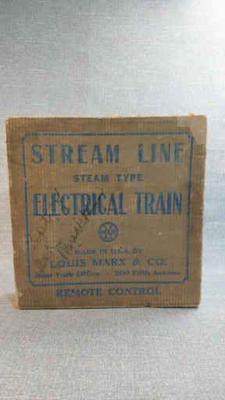 STREAM LINE
STEAM TYPE
ELECTRICAL TRAIN
MADE IN U.S.A. BY
LOUIS MARX & CO.
New York Office - 200 Fifth Avenue
REMOTE CONTROL